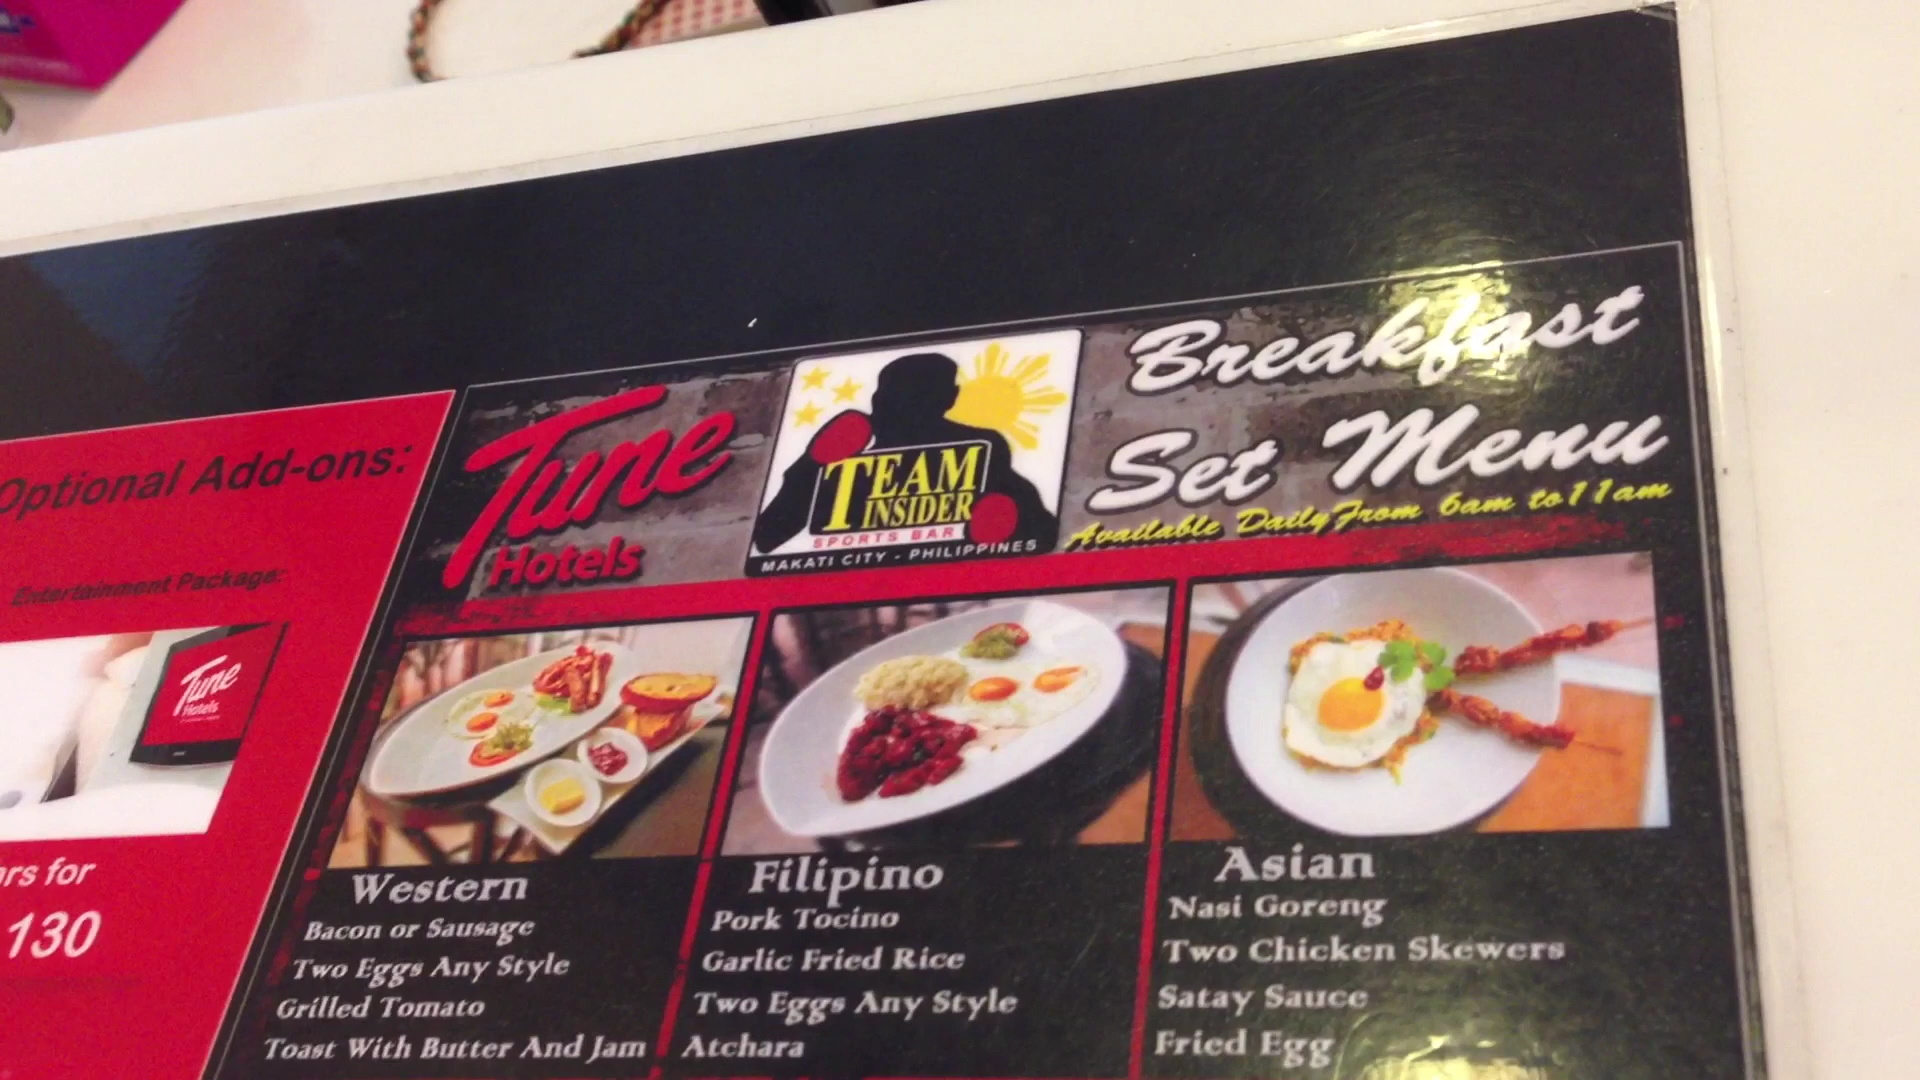 Optional Add-ons:
Entertainment Package:
Tune
Hotels
rs for
130
Tune
Hotels
TEAM
INSIDER
SPORTS BAR
MAKATI CITY - PHILIPPINES
Breakfast
Set Menu
Available Daily From 6am to 11am
Western
Bacon or Sausage
Two Eggs Any Style
Grilled Tomato
Toast With Butter And Jam
Filipino
Pork Tocino
Garlic Fried Rice
Two Eggs Any Style
Atchara
Asian
Nasi Goreng
Two Chicken Skewers
Satay Sauce
Fried Egg